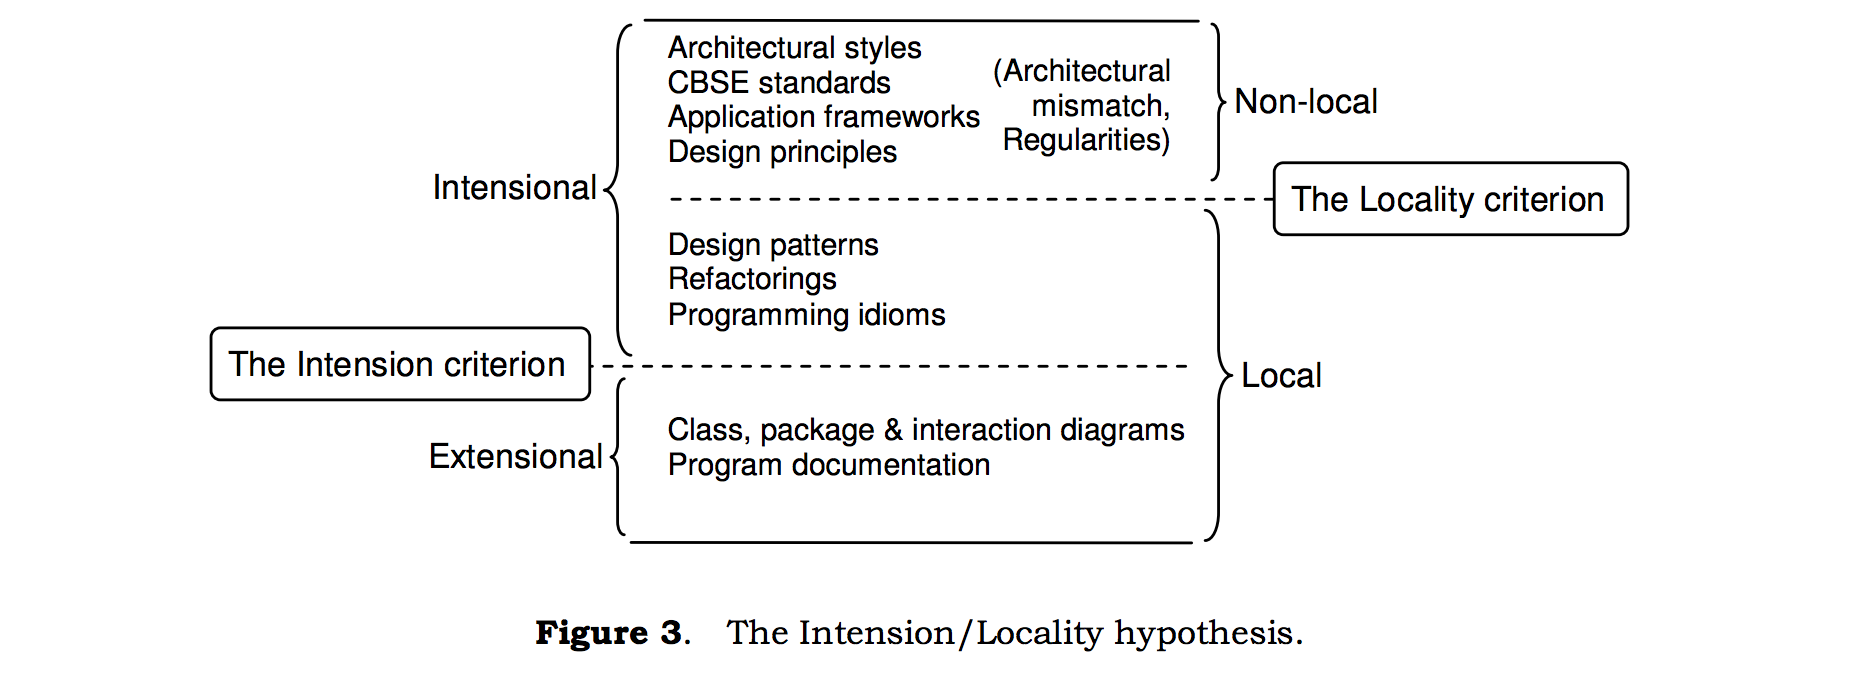 Architectural styles
CBSE standards
Application frameworks
Design principles
(Architectural
mismatch,
Regularities)
Non-local
Intensional
The Locality criterion
Design patterns
Refactorings
Programming idioms
The Intension criterion
Local
Extensional
Class, package & interaction diagrams
Program documentation
Figure 3. The Intension/Locality hypothesis.